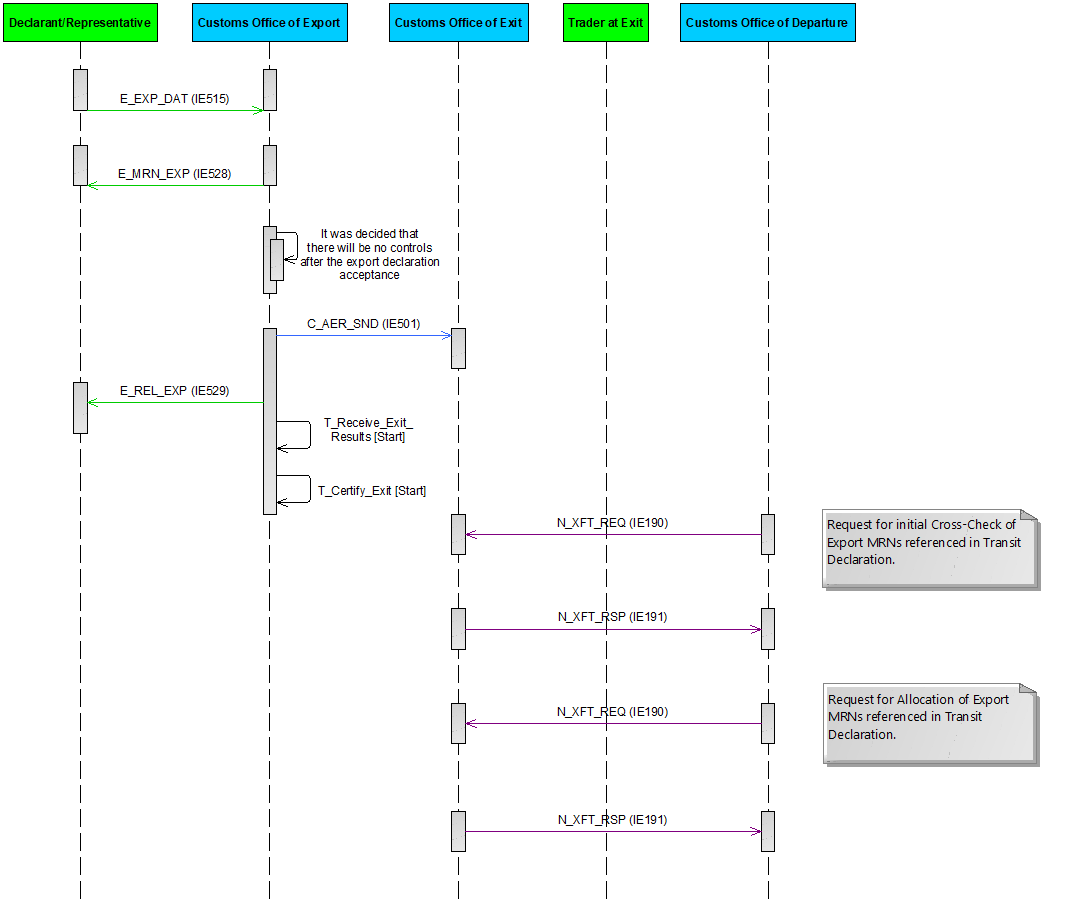 Declarant/Representative
Customs Office of Export
Customs Office of Exit
Trader at Exit
Customs Office of Departure
E_EXP_DAT (IE515)
E_MRN_EXP (IE528)
It was decided that
there will be no controls
after the export declaration
acceptance
C_AER_SND (IE501)
E_REL_EXP (IE529)
T_Receive_Exit_
Results [Start]
T_Certify_Exit [Start]
N_XFT_REQ (IE190)
Request for initial Cross-Check of
Export MRNs referenced in Transit
Declaration.
N_XFT_RSP (IE191)
N_XFT_REQ (IE190)
Request for Allocation of Export
MRNs referenced in Transit
Declaration.
N_XFT_RSP (IE191)